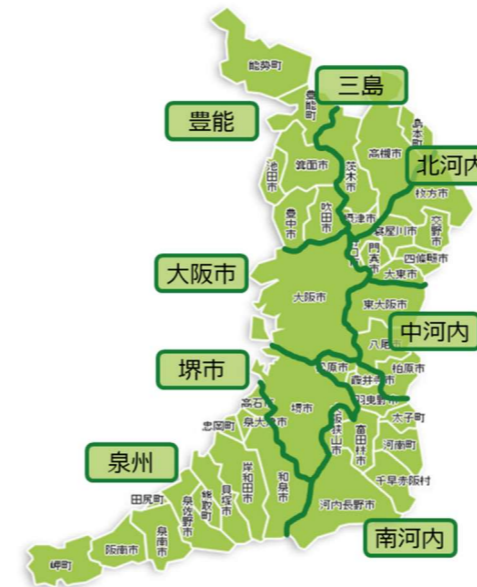 能勢町
三島
豊能町
豊能
島本町
高槻市
茨木市
箕面市
池田市
北河内
枚方市
吹田市
豊中市
摂津市
寝屋川市
交野市
門真市
四條畷市
大東市
大阪市
大阪市
東大阪市
中河内
八尾市
堺市
柏原市
藤井寺市
羽曳野市
高石市
堺市
泉大津市
太子町
忠岡町
大阪狭山市
富田林市
河南町
泉州
岸和田市
和泉市
千早赤阪村
貝塚市
田尻町
熊取町
泉佐野市
河内長野市
南河内
泉南市
阪南市
岬町